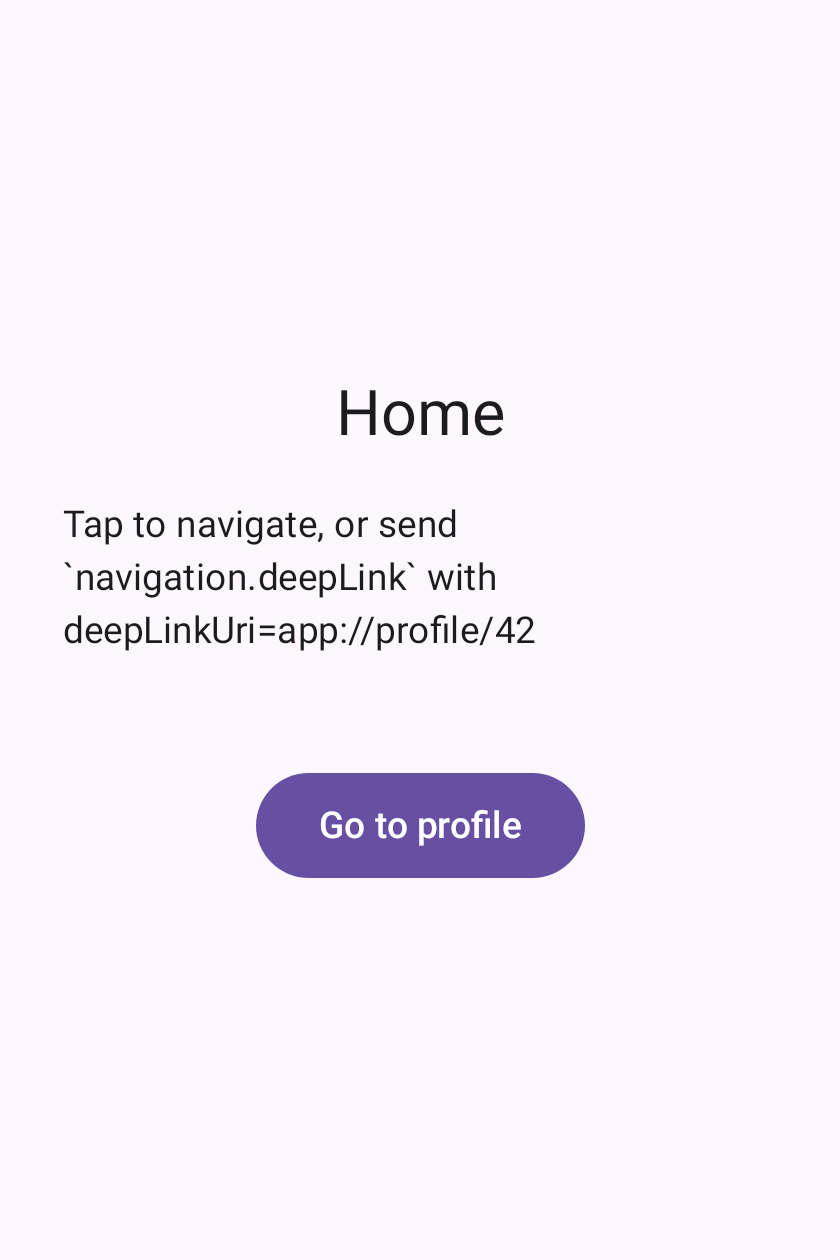 Home
Tap to navigate, or send
`navigation.deepLink` with
deepLinkUri=app://profile/42
Go to profile